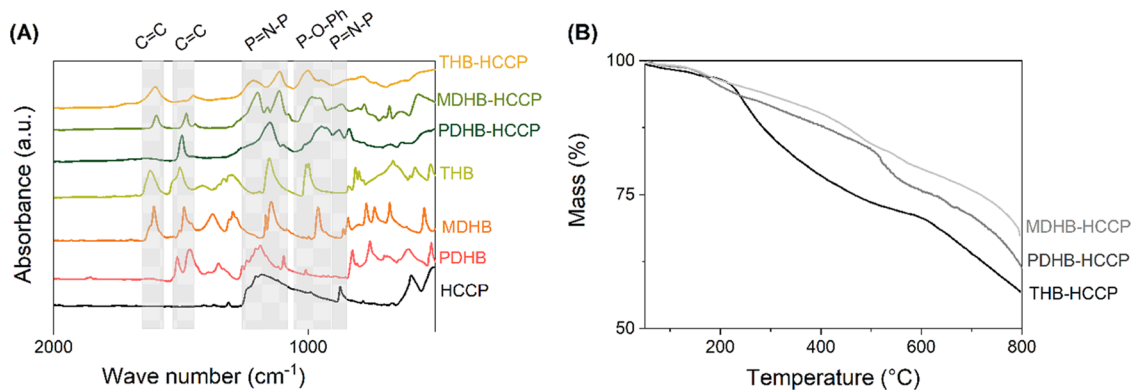 (A)
C=C
C=C
P=N-P
P-O-Ph
P=N-P
THB-HCCP
MDHB-HCCP
PDHB-HCCP
THB
MDHB
PDHB
HCCP
Absorbance (a.u.)
2000
1000
Wave number (cm⁻¹)
(B)
100
75
50
Mass (%)
MDHB-HCCP
PDHB-HCCP
THB-HCCP
200
400
600
800
Temperature (°C)